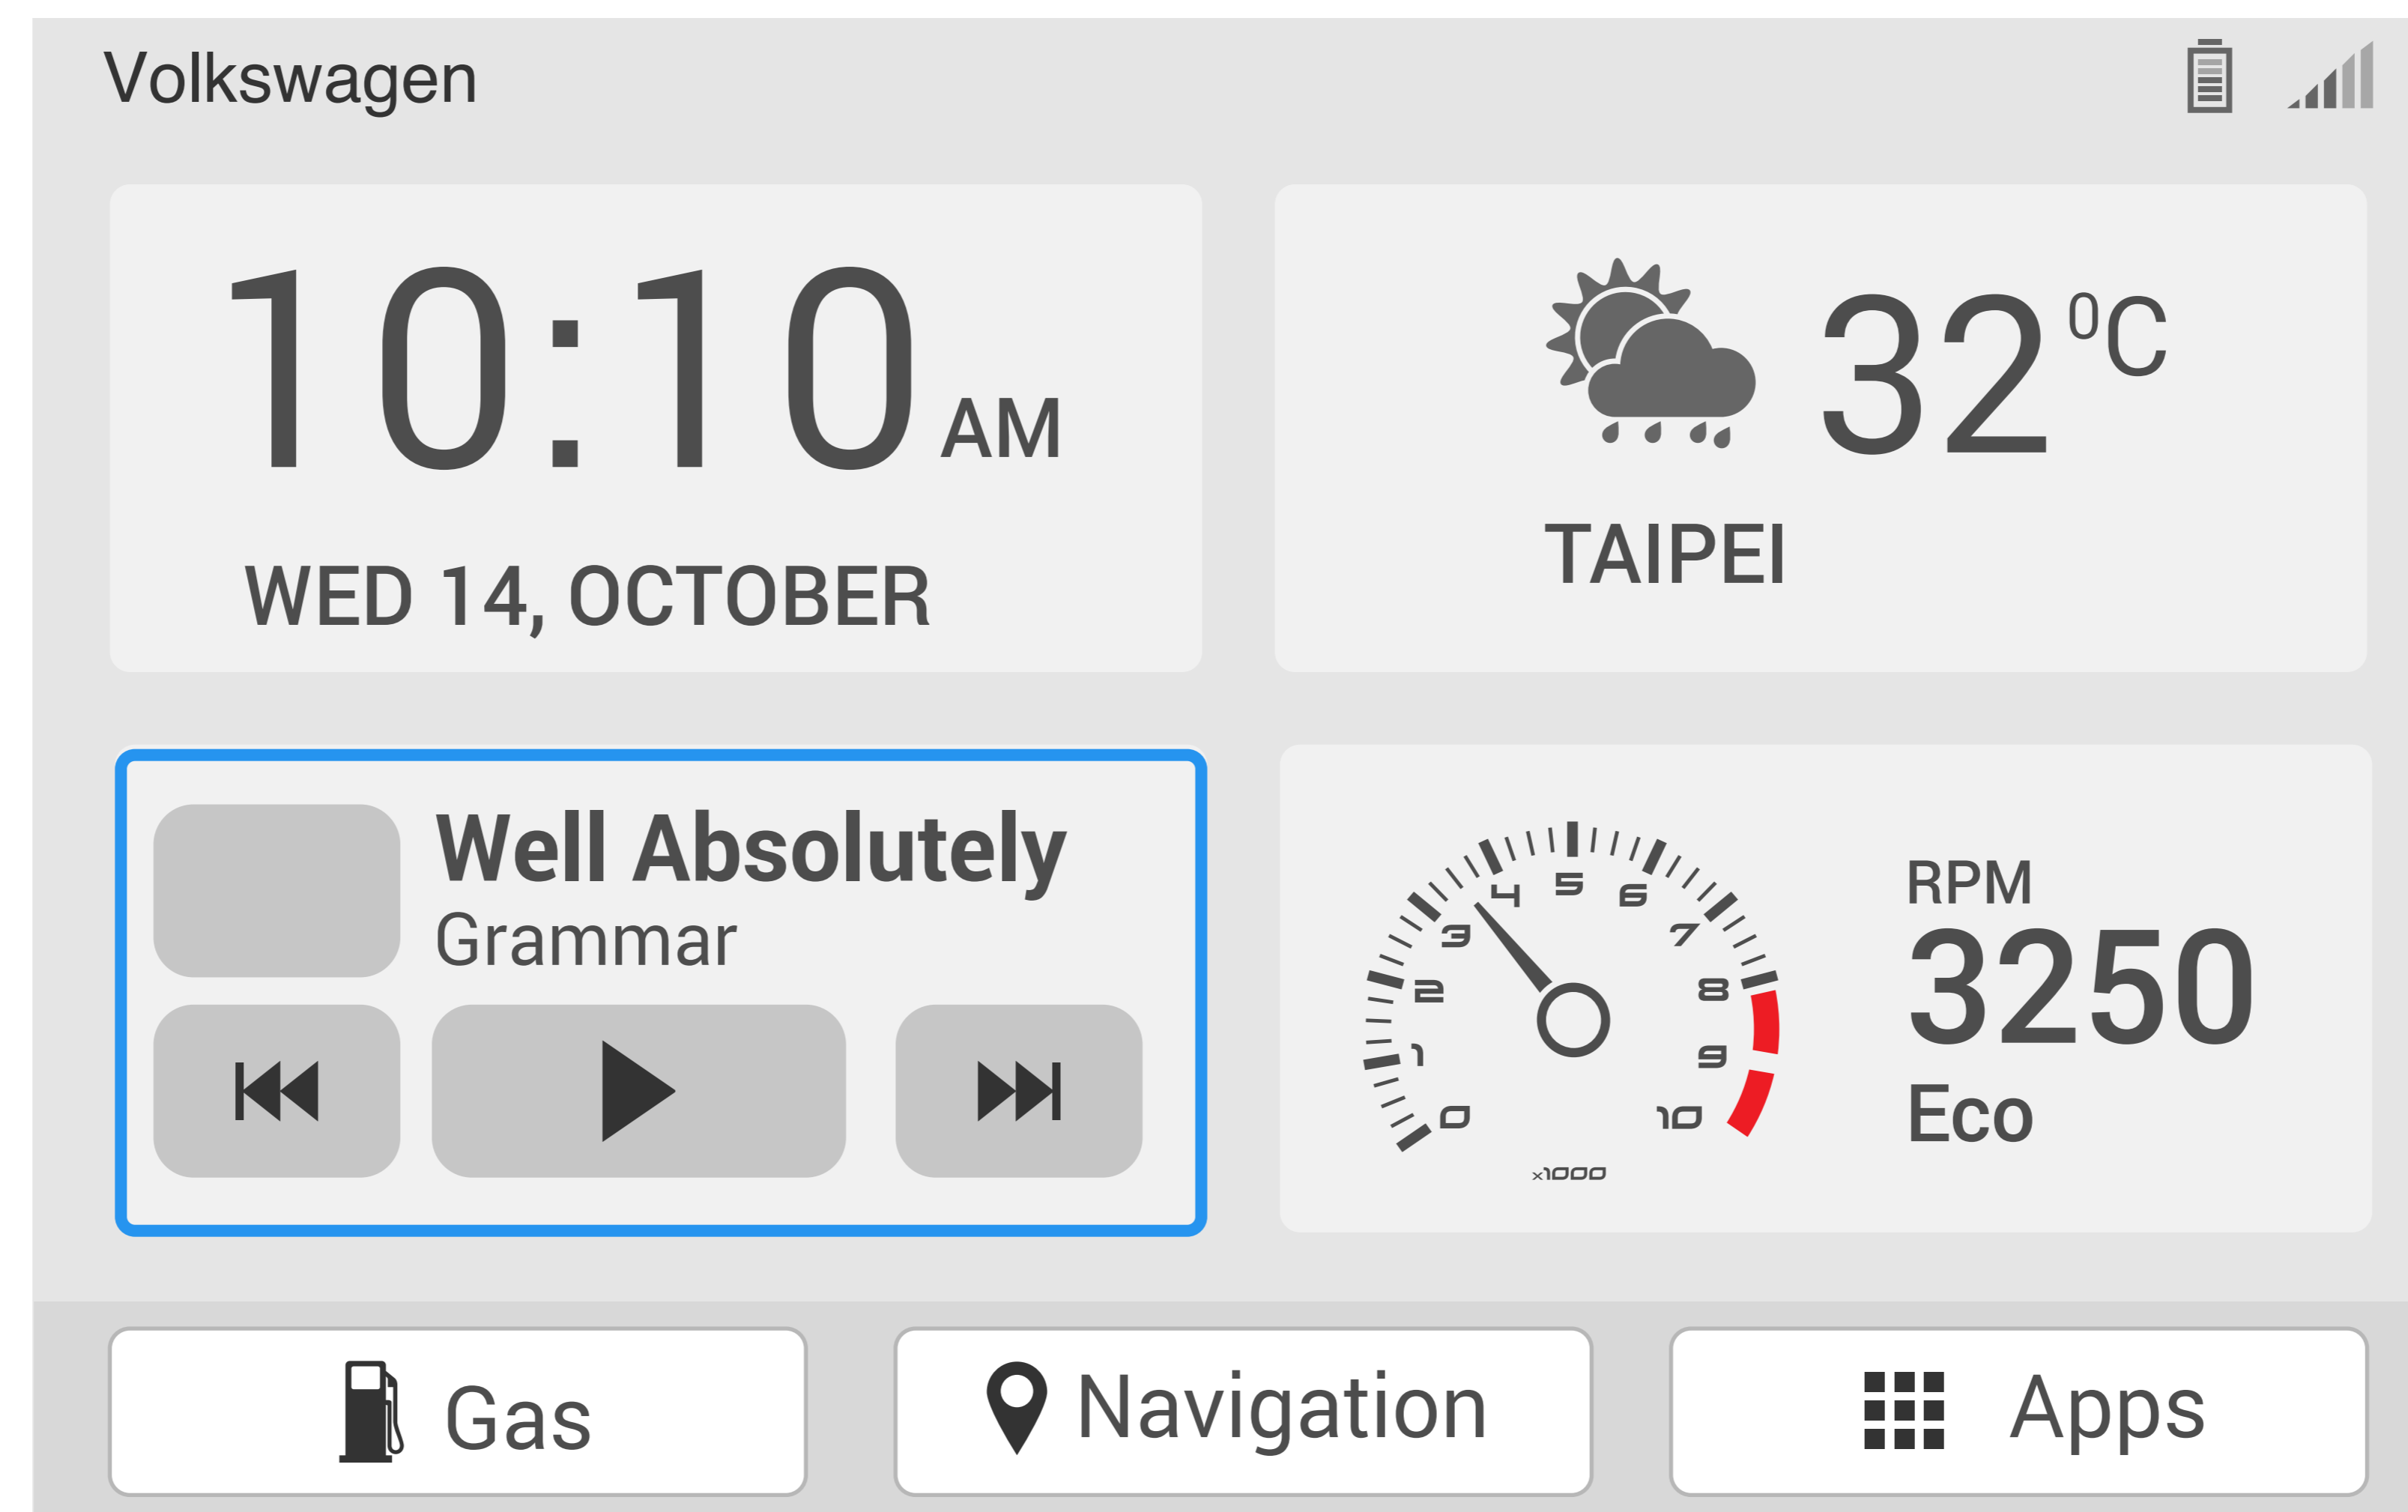 Volkswagen
10:10 AM
WED 14, OCTOBER
32 ⁰C
TAIPEI
Well Absolutely
Grammar
0 1 2 3 4 5 6 7 8 9 10
x1000
RPM
3250
Eco
Gas
Navigation
Apps